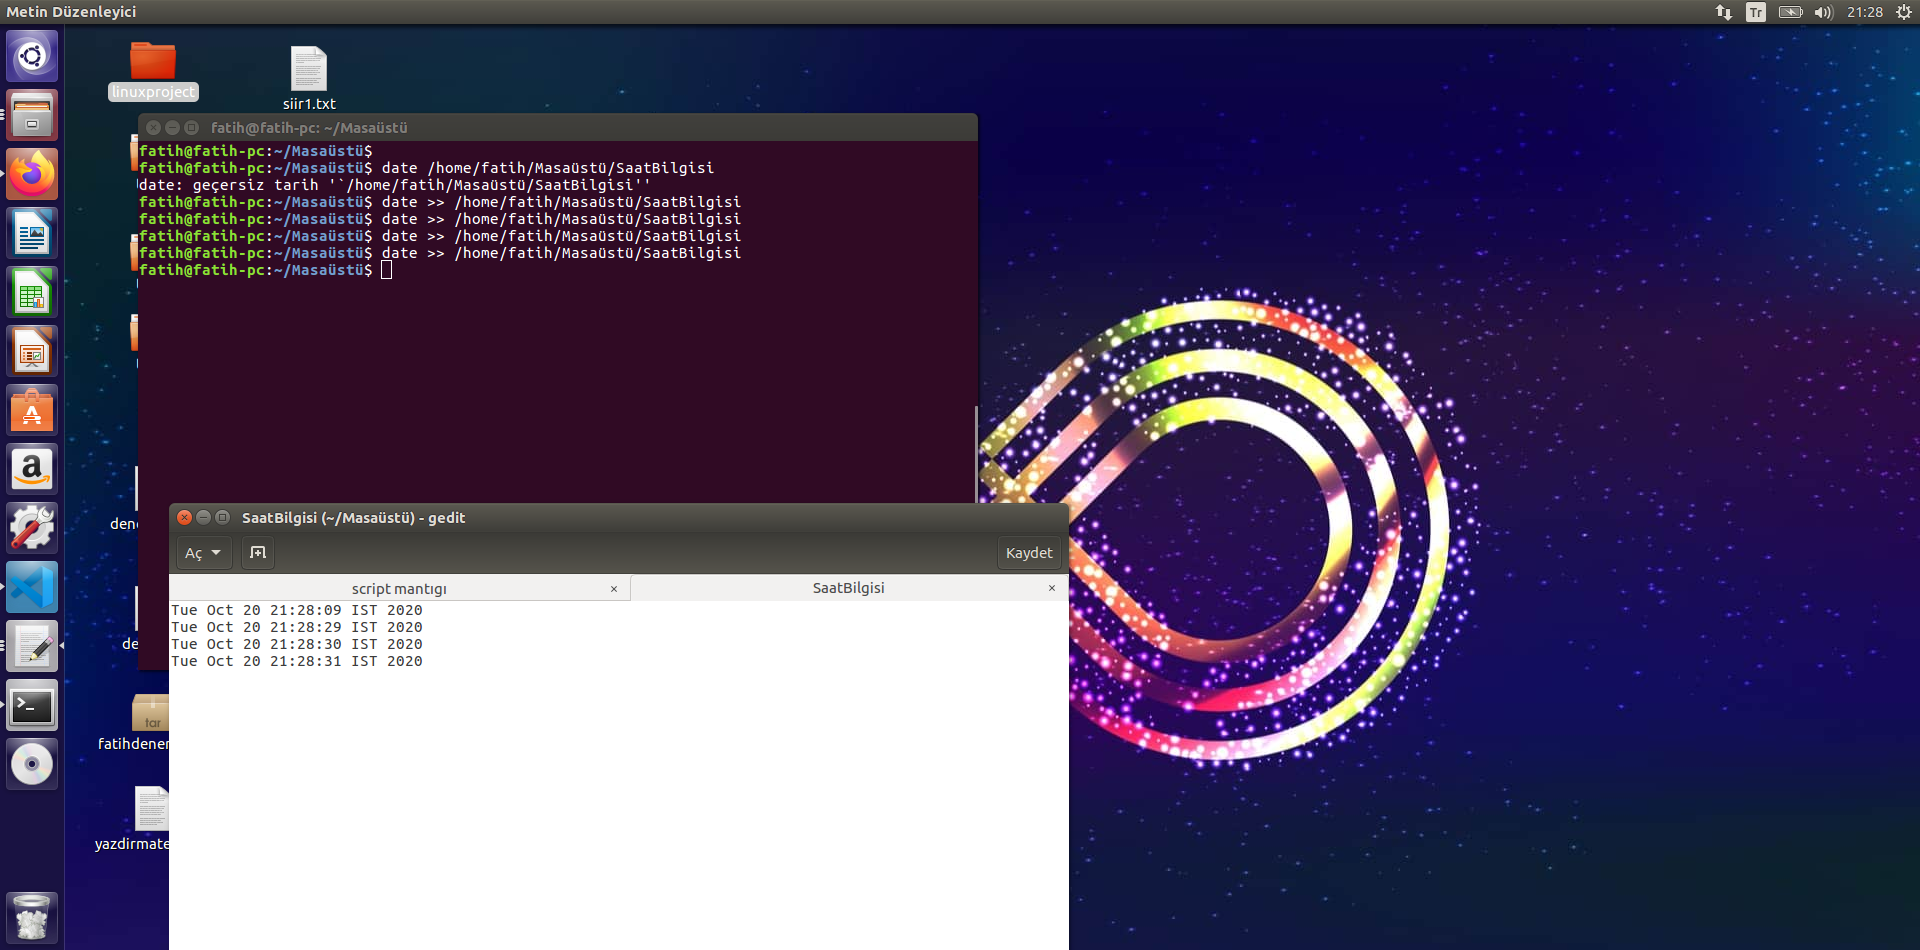 Metin Düzenleyici
Tr
21:28
linuxproject
siir1.txt
fatih@fatih-pc: ~/Masaüstü
fatih@fatih-pc:~/Masaüstü$
fatih@fatih-pc:~/Masaüstü$ date /home/fatih/Masaüstü/SaatBilgisi
date: geçersiz tarih '`/home/fatih/Masaüstü/SaatBilgisi''
fatih@fatih-pc:~/Masaüstü$ date >> /home/fatih/Masaüstü/SaatBilgisi
fatih@fatih-pc:~/Masaüstü$ date >> /home/fatih/Masaüstü/SaatBilgisi
fatih@fatih-pc:~/Masaüstü$ date >> /home/fatih/Masaüstü/SaatBilgisi
fatih@fatih-pc:~/Masaüstü$ date >> /home/fatih/Masaüstü/SaatBilgisi
fatih@fatih-pc:~/Masaüstü$
SaatBilgisi (~/Masaüstü) - gedit
Aç
Kaydet
script mantıgı
SaatBilgisi
Tue Oct 20 21:28:09 IST 2020
Tue Oct 20 21:28:29 IST 2020
Tue Oct 20 21:28:30 IST 2020
Tue Oct 20 21:28:31 IST 2020
tar